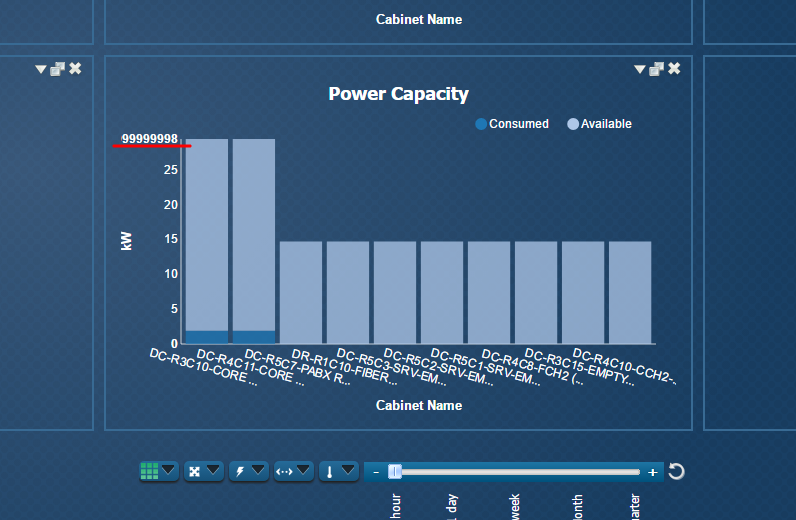 Cabinet Name
Power Capacity
Consumed Available
99999998
25
20
15
10
5
0
kW
DC-R3C10-CORE ...
DC-R4C11-CORE ...
DC-R5C7-PABX R...
DR-R1C10-FIBER...
DC-R5C3-SRV-EM...
DC-R5C2-SRV-EM...
DC-R5C1-SRV-EM...
DC-R4C8-FCH2 (...
DC-R3C15-EMPTY...
DC-R4C10-CCH2-.
Cabinet Name
- +
hour
1 day
week
onth
uarter